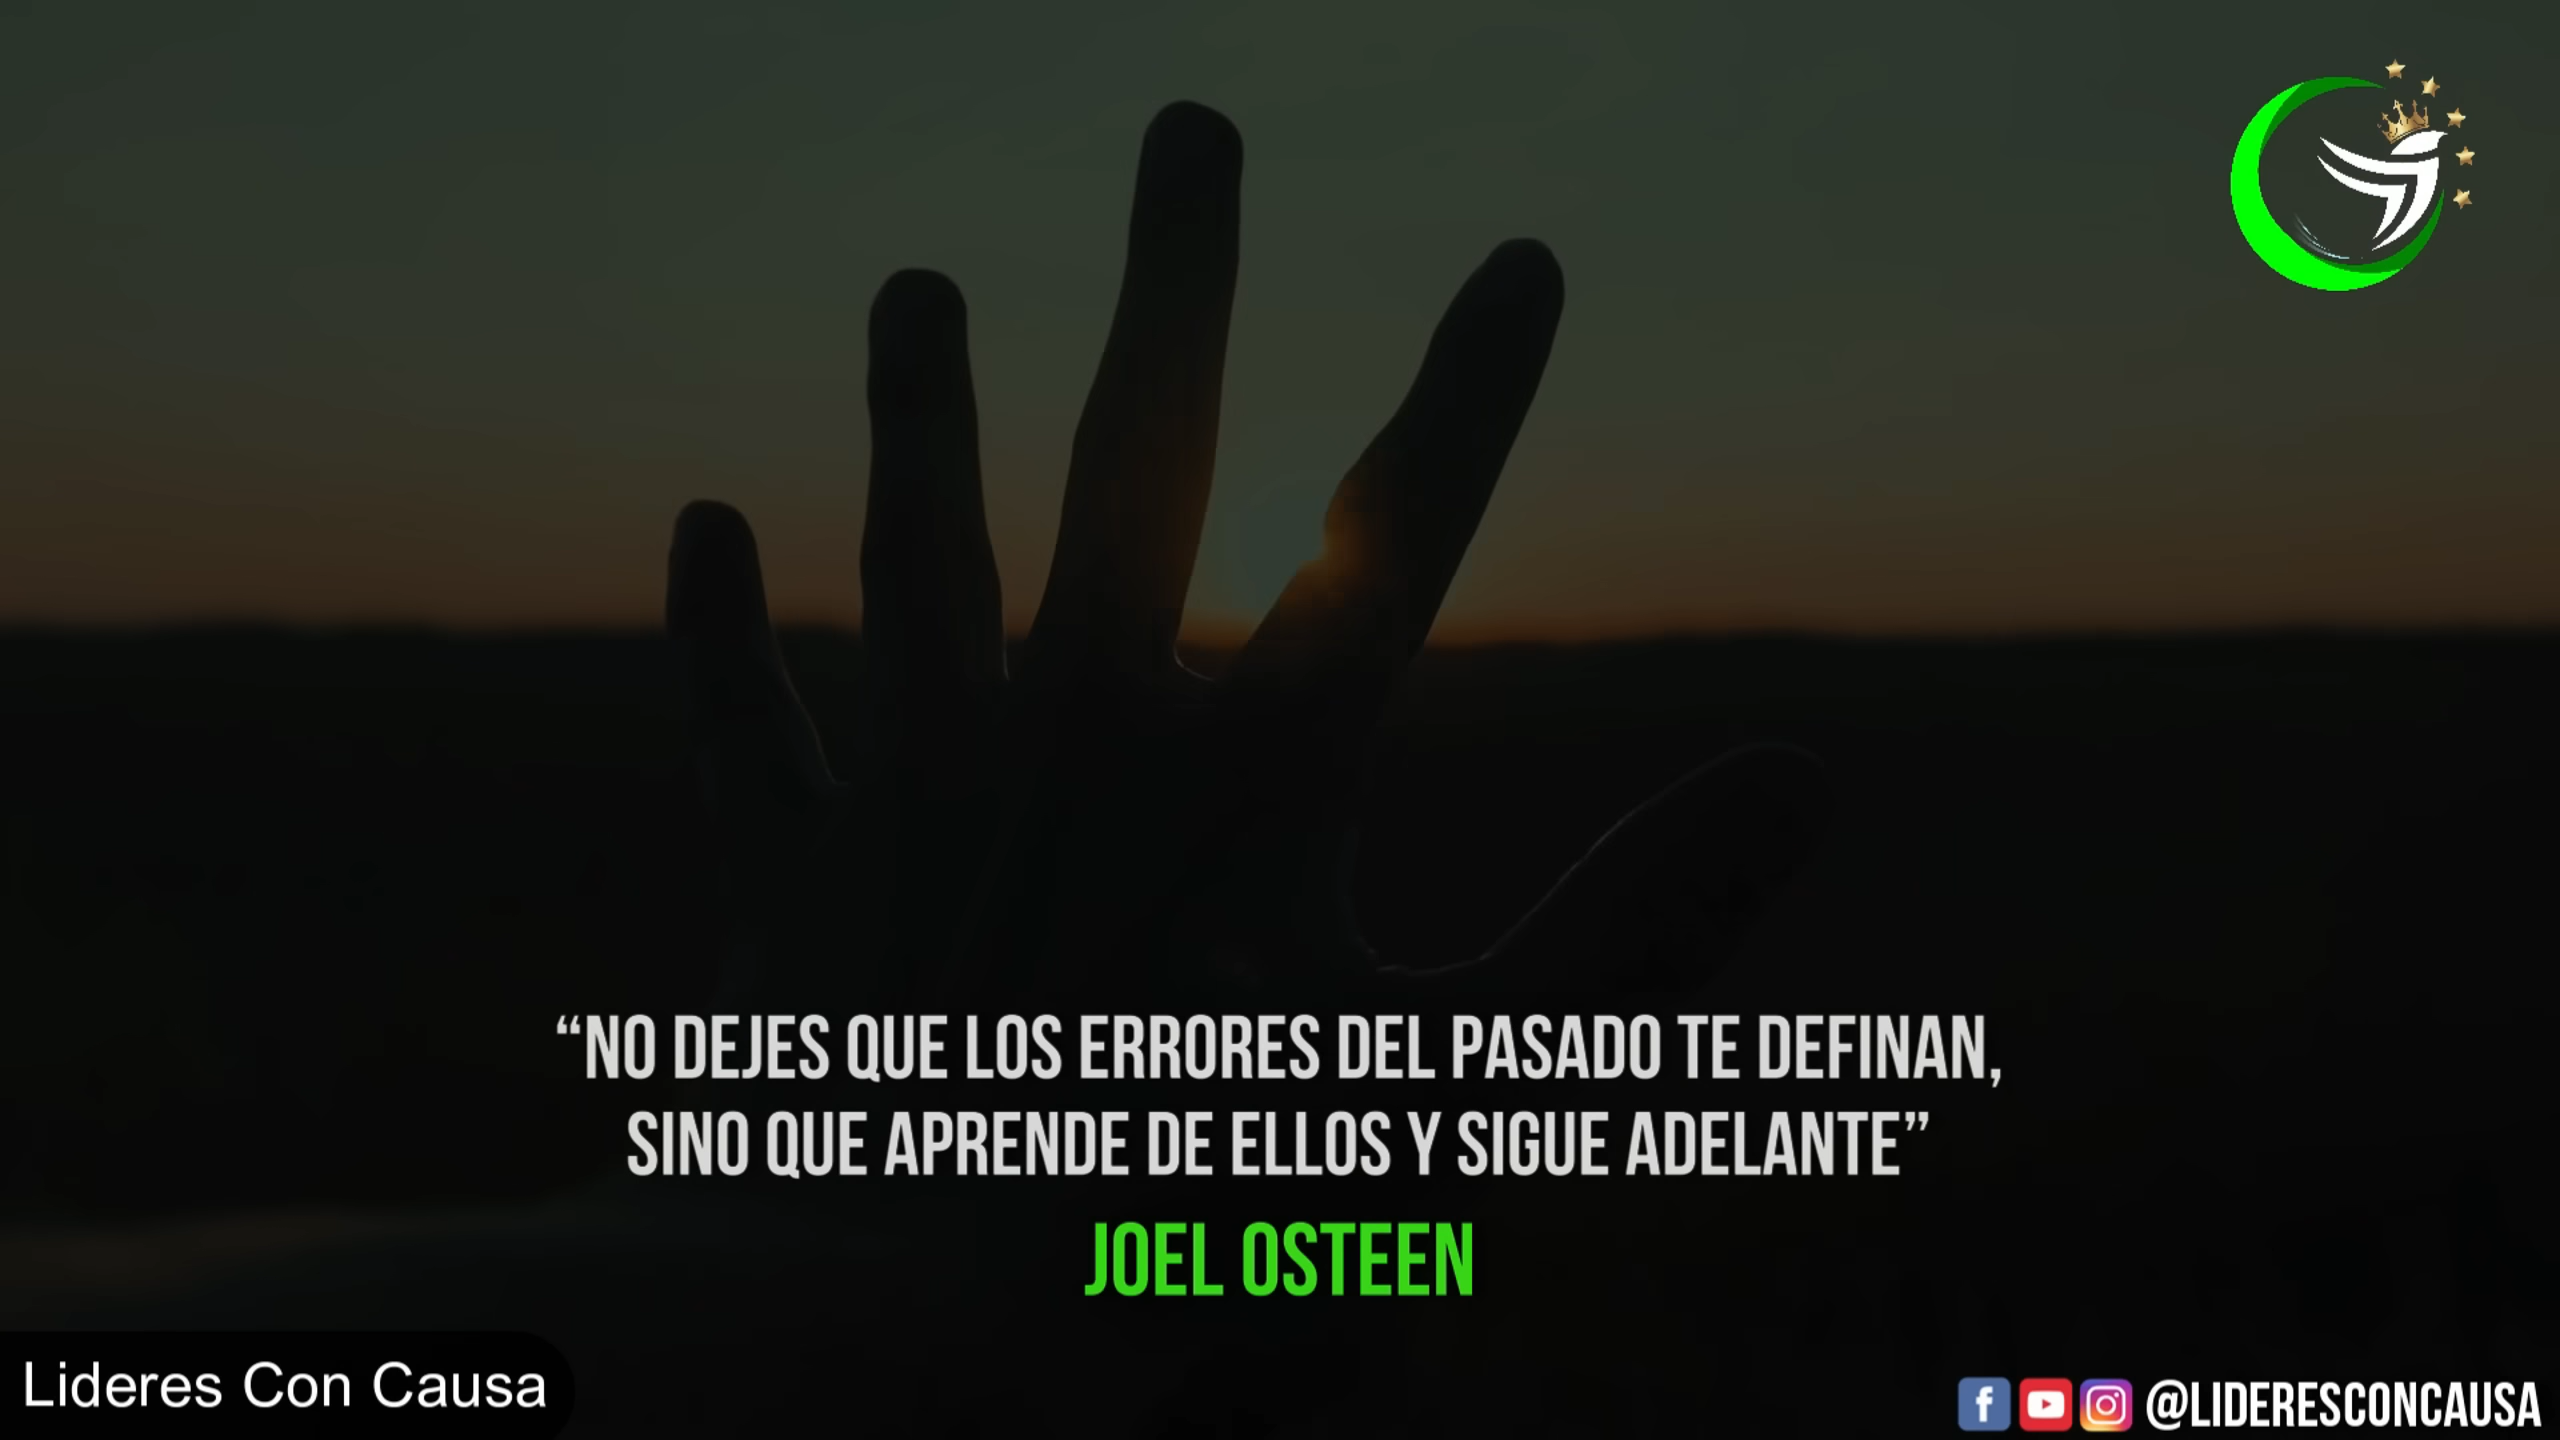 “NO DEJES QUE LOS ERRORES DEL PASADO TE DEFINAN,
SINO QUE APRENDE DE ELLOS Y SIGUE ADELANTE”
JOEL OSTEEN
Lideres Con Causa
@LIDERESCONCAUSA